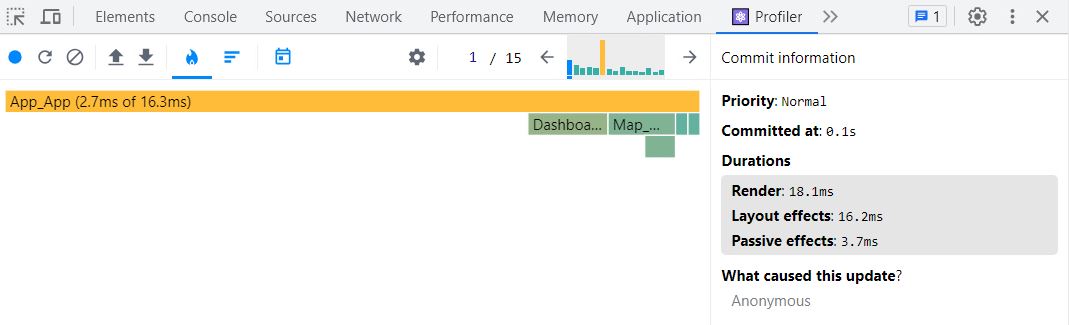 Elements Console Sources Network Performance Memory Application Profiler 1
1 / 15
Commit information
App_App (2.7ms of 16.3ms)
Dashboa... Map_...
Priority: Normal
Committed at: 0.1s
Durations
Render: 18.1ms
Layout effects: 16.2ms
Passive effects: 3.7ms
What caused this update?
Anonymous